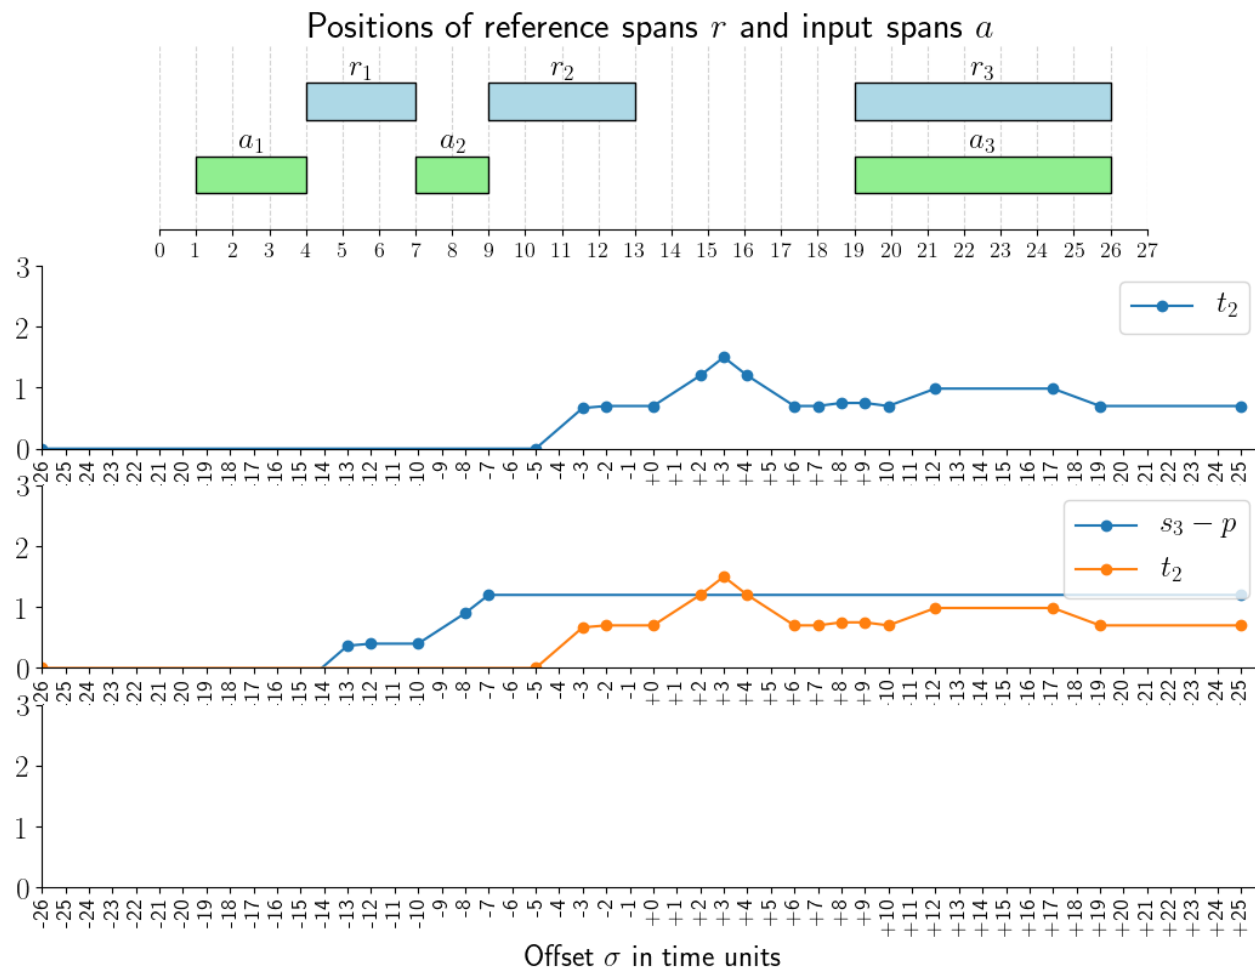 Positions of reference spans r and input spans a
r₁ r₂ r₃
a₁ a₂ a₃
0 1 2 3 4 5 6 7 8 9 10 11 12 13 14 15 16 17 18 19 20 21 22 23 24 25 26 27
3
2
1
0
t₂
-26 -25 -24 -23 -22 -21 -20 -19 -18 -17 -16 -15 -14 -13 -12 -11 -10 -9 -8 -7 -6 -5 -4 -3 -2 -1 +0 +1 +2 +3 +4 +5 +6 +7 +8 +9 +10 +11 +12 +13 +14 +15 +16 +17 +18 +19 +20 +21 +22 +23 +24 +25
3
2
1
0
s₃ − p
t₂
-26 -25 -24 -23 -22 -21 -20 -19 -18 -17 -16 -15 -14 -13 -12 -11 -10 -9 -8 -7 -6 -5 -4 -3 -2 -1 +0 +1 +2 +3 +4 +5 +6 +7 +8 +9 +10 +11 +12 +13 +14 +15 +16 +17 +18 +19 +20 +21 +22 +23 +24 +25
3
2
1
0
-26 -25 -24 -23 -22 -21 -20 -19 -18 -17 -16 -15 -14 -13 -12 -11 -10 -9 -8 -7 -6 -5 -4 -3 -2 -1 +0 +1 +2 +3 +4 +5 +6 +7 +8 +9 +10 +11 +12 +13 +14 +15 +16 +17 +18 +19 +20 +21 +22 +23 +24 +25
Offset σ in time units